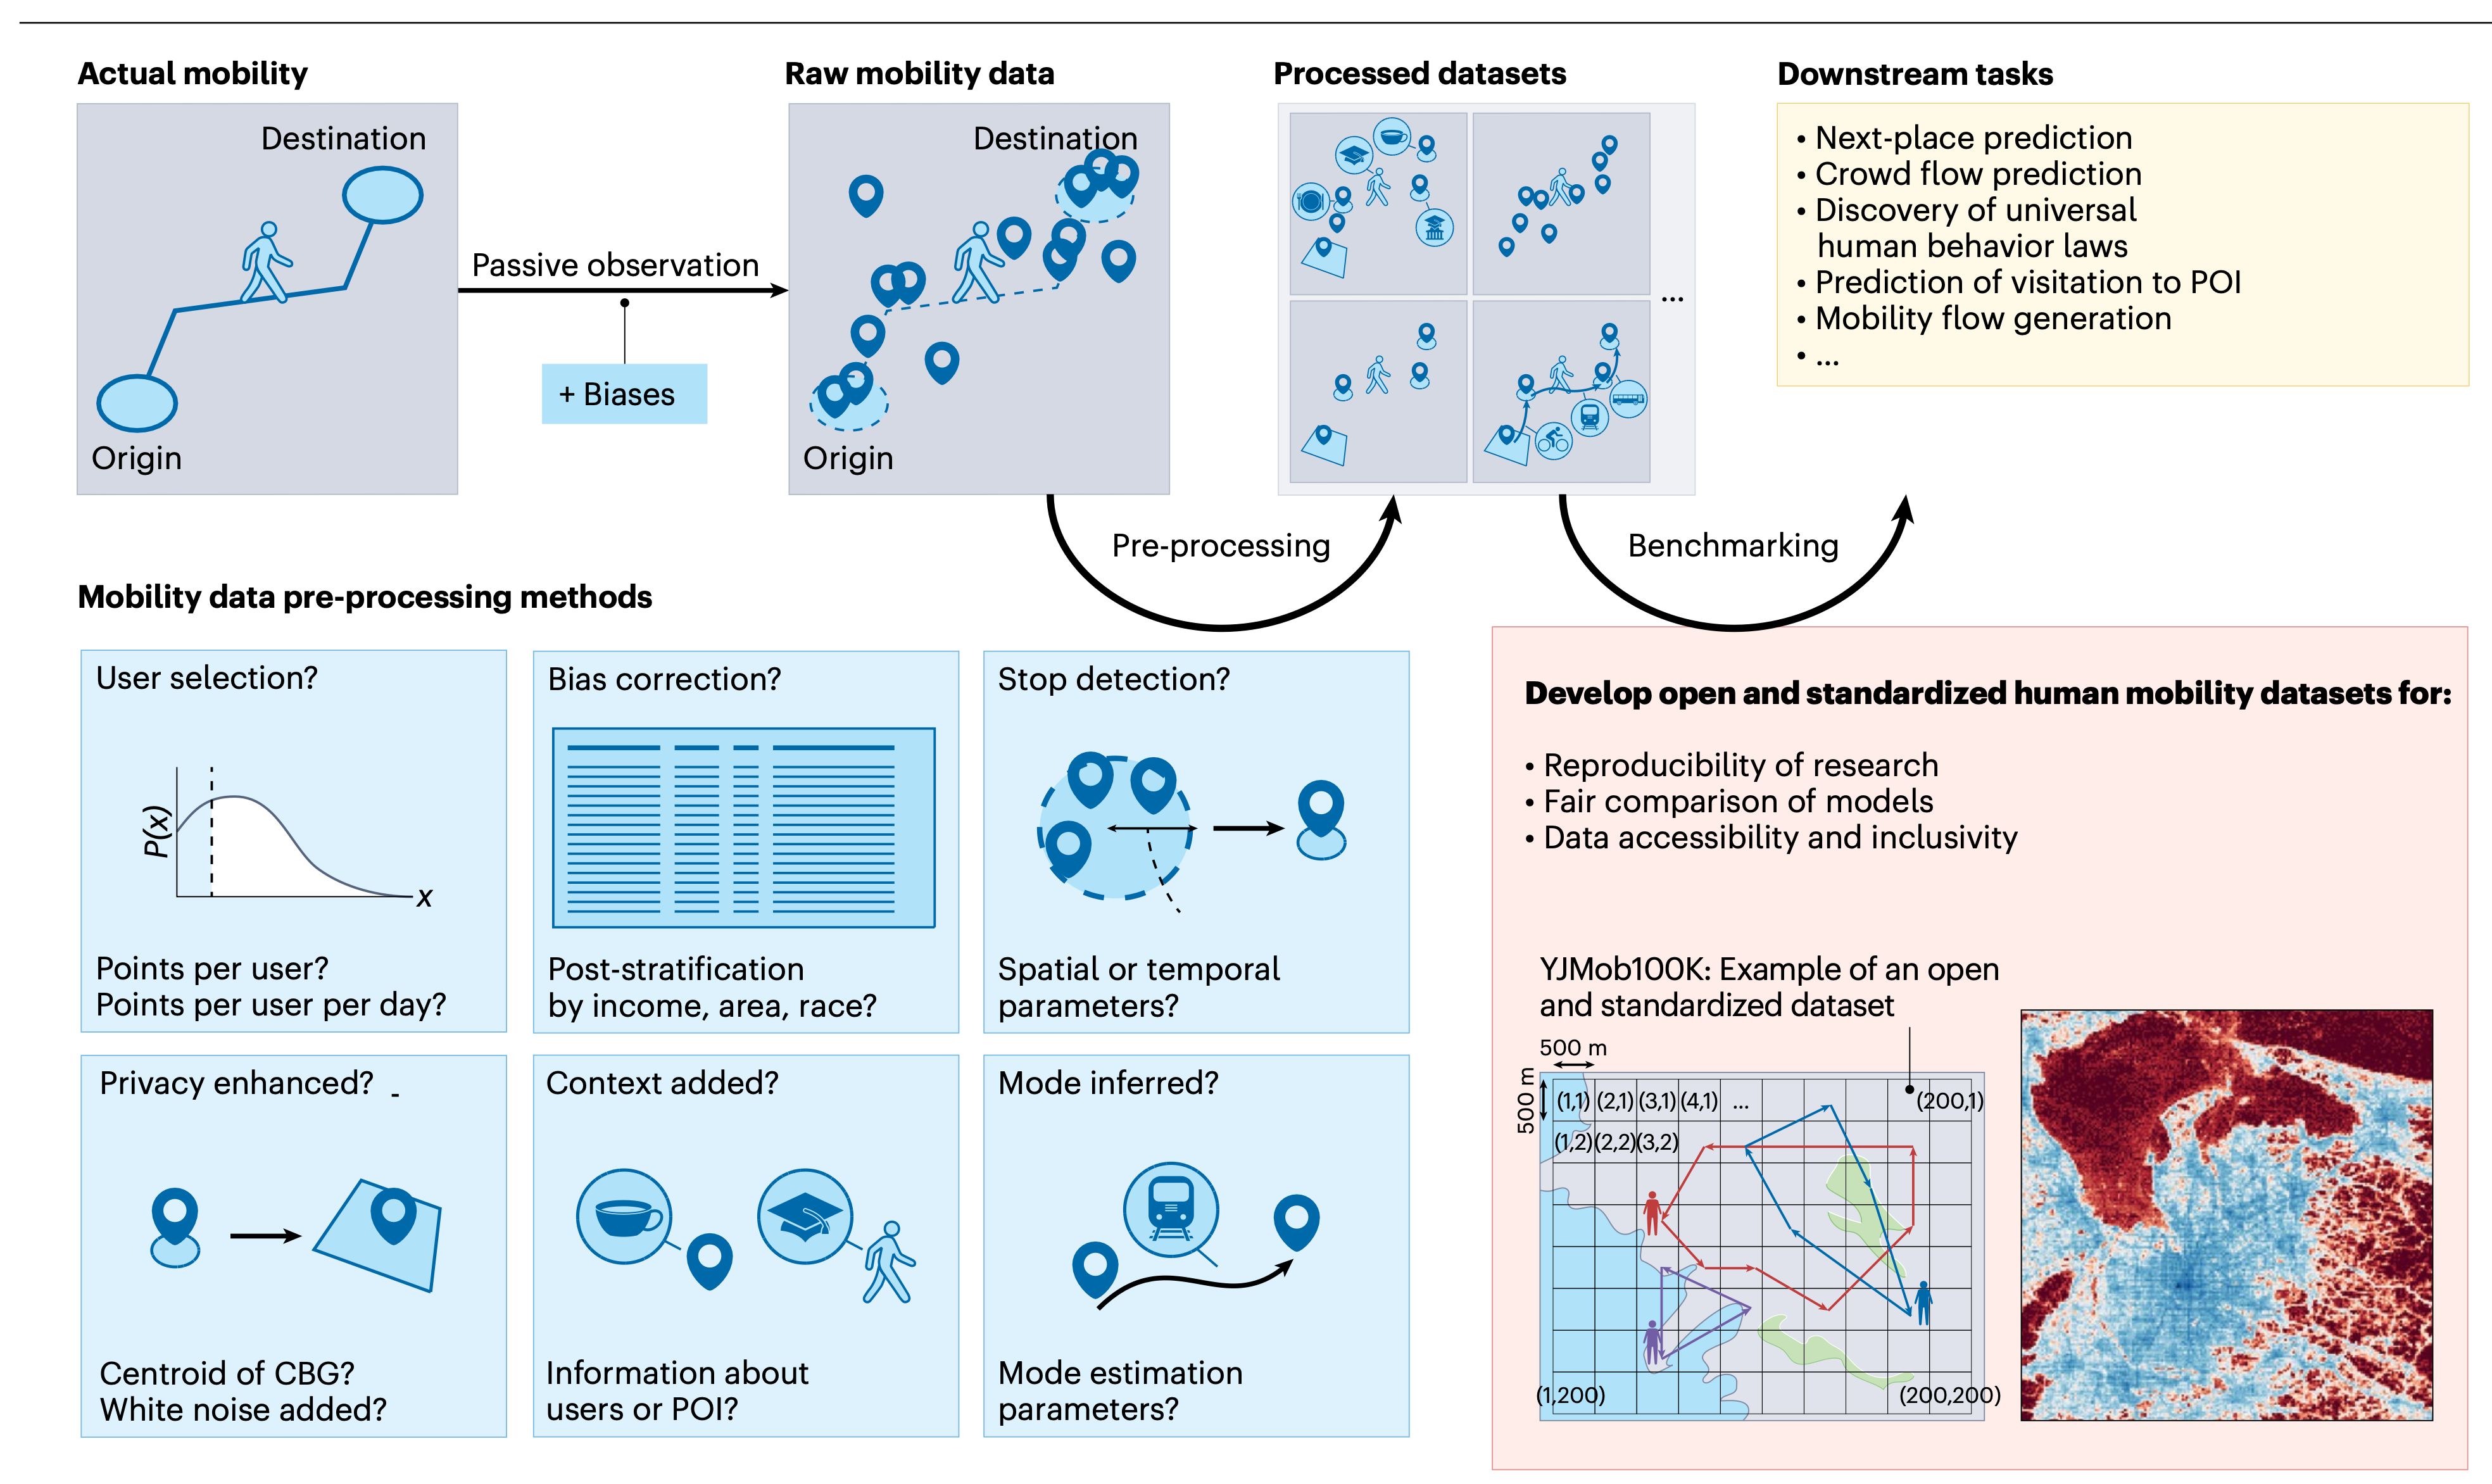 Actual mobility
Destination
Origin
Passive observation
+ Biases
Raw mobility data
Destination
Origin
Processed datasets
...
Downstream tasks
• Next-place prediction
• Crowd flow prediction
• Discovery of universal
human behavior laws
• Prediction of visitation to POI
• Mobility flow generation
• ...
Pre-processing
Benchmarking
Mobility data pre-processing methods
User selection?
P(x)
x
Points per user?
Points per user per day?
Bias correction?
Post-stratification
by income, area, race?
Stop detection?
Spatial or temporal
parameters?
Privacy enhanced? -
Centroid of CBG?
White noise added?
Context added?
Information about
users or POI?
Mode inferred?
Mode estimation
parameters?
Develop open and standardized human mobility datasets for:
• Reproducibility of research
• Fair comparison of models
• Data accessibility and inclusivity
YJMob100K: Example of an open
and standardized dataset
500 m
500 m
(1,1) (2,1) (3,1) (4,1) ... (200,1)
(1,2) (2,2) (3,2)
(1,200) (200,200)